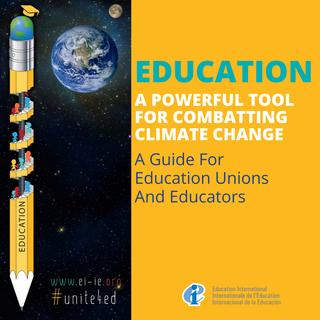 EDUCATION
A POWERFUL TOOL
FOR COMBATTING
CLIMATE CHANGE
A Guide For
Education Unions
And Educators
EDUCATION
www.ei-ie.org
#unite4ed
Education International
Internationale de l'Education
Internacional de la Educación